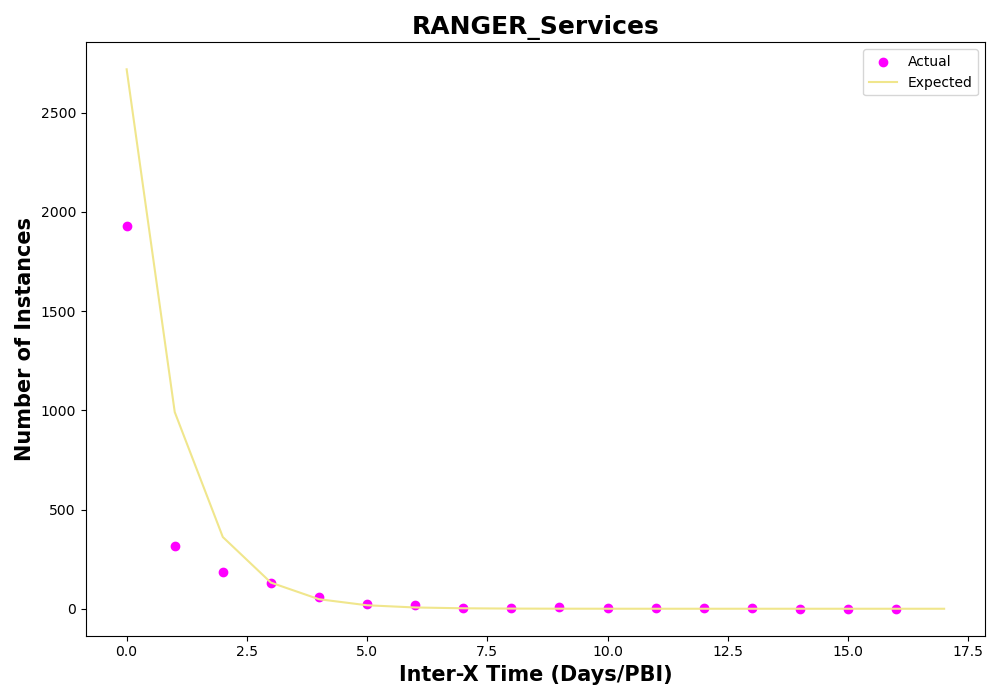 RANGER_Services
Actual
Expected
Number of Instances
2500
2000
1500
1000
500
0
0.0 2.5 5.0 7.5 10.0 12.5 15.0 17.5
Inter-X Time (Days/PBI)